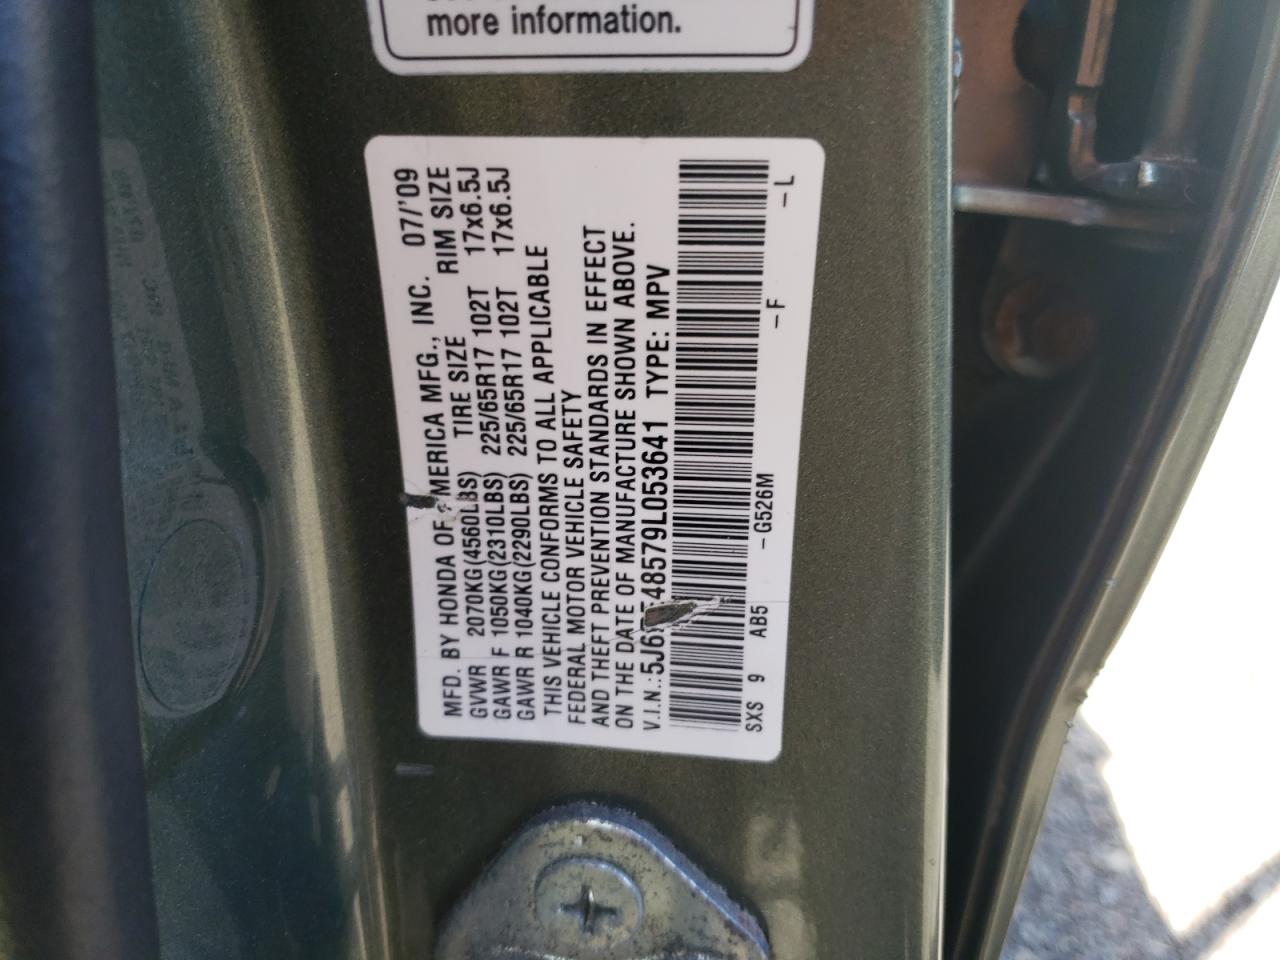 more information.
MFD. BY HONDA OF AMERICA MFG., INC. 07/'09
GVWR 2070KG(4560LBS) TIRE SIZE RIM SIZE
GAWR F 1050KG(2310LBS) 225/65R17 102T 17x6.5J
GAWR R 1040KG(2290LBS) 225/65R17 102T 17x6.5J
THIS VEHICLE CONFORMS TO ALL APPLICABLE
FEDERAL MOTOR VEHICLE SAFETY
AND THEFT PREVENTION STANDARDS IN EFFECT
ON THE DATE OF MANUFACTURE SHOWN ABOVE.
V.I.N.: 5J6 48579L053641 TYPE: MPV
SXS 9 AB5 -G526M -F -L